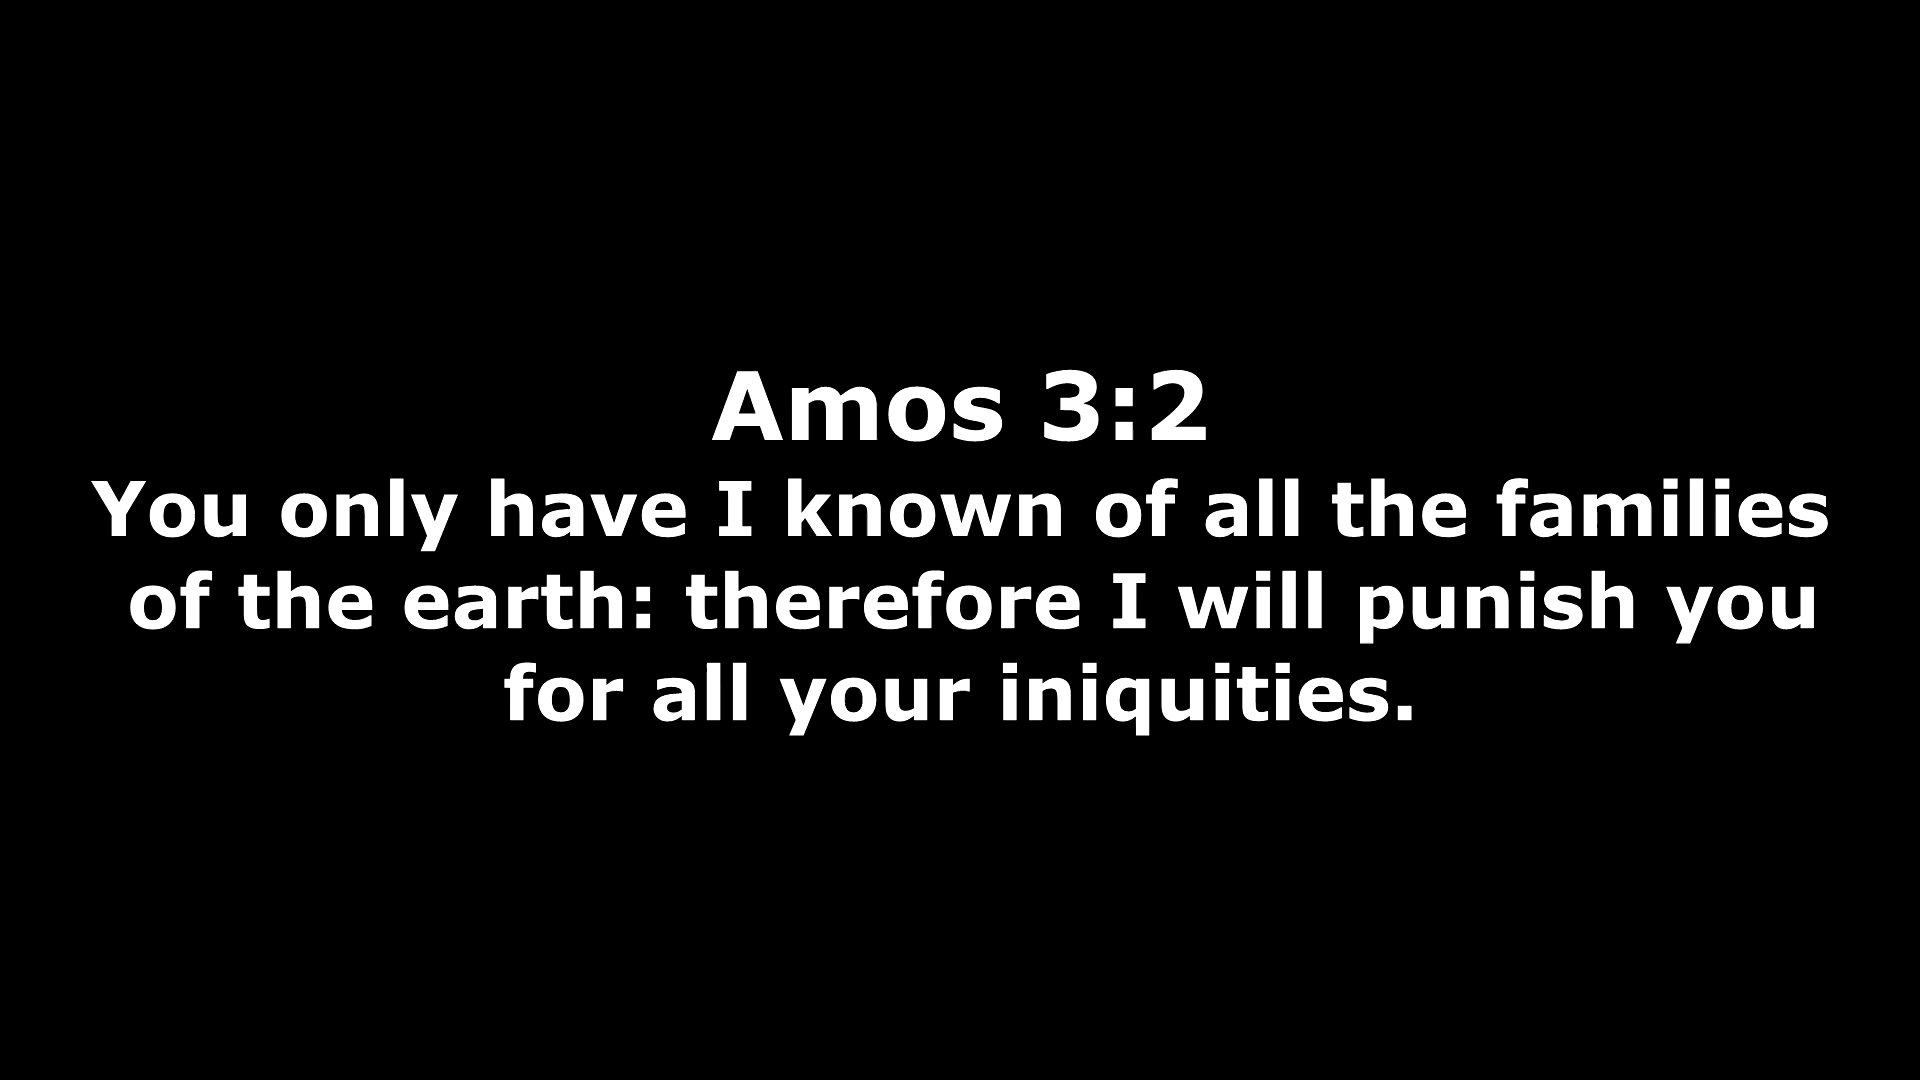 Amos 3:2
You only have I known of all the families
of the earth: therefore I will punish you
for all your iniquities.